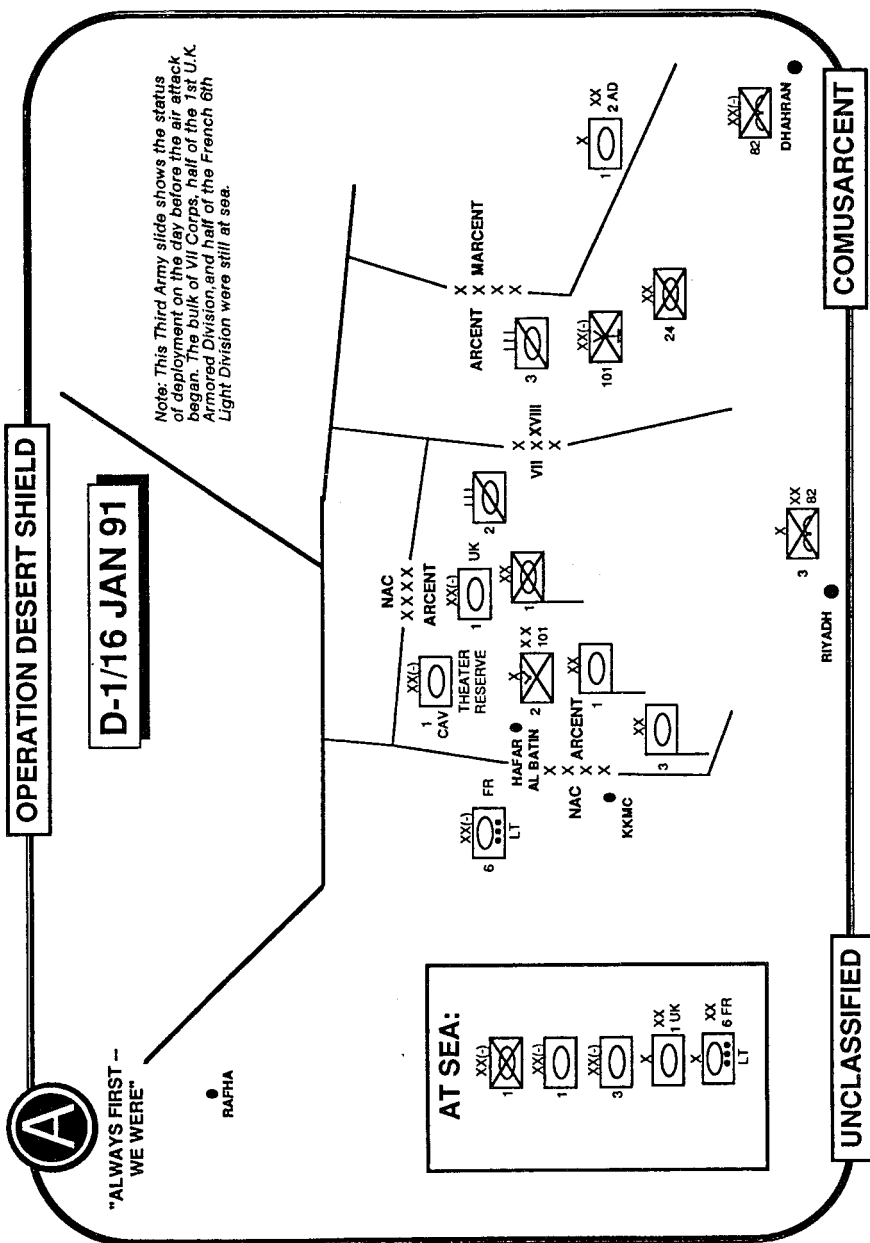 OPERATION DESERT SHIELD
A
"ALWAYS FIRST –
WE WERE"
D-1/16 JAN 91
Note: This Third Army slide shows the status
of deployment on the day before the air attack
began. The bulk of VII Corps, half of the 1st U.K.
Armored Division, and half of the French 6th
Light Division were still at sea.
RAFHA
NAC
X X X X
ARCENT
XX(-)
1
CAV
THEATER
RESERVE
XX(-)
UK
1
III
2
XX
1
X
XX
101
2
HAFAR
AL BATIN
XX(-)
FR
6
LT
NAC
X X X X
ARCENT
KKMC
XX
1
XX
3
VII
X X X
XVIII
ARCENT
X X X X
MARCENT
III
3
XX(-)
101
XX
24
X
XX
2 AD
1
XX(-)
82
DHAHRAN
X
XX
82
3
RIYADH
AT SEA:
XX(-)
1
XX(-)
1
XX(-)
3
X
XX
1 UK
X
XX
6 FR
LT
UNCLASSIFIED
COMUSARCENT